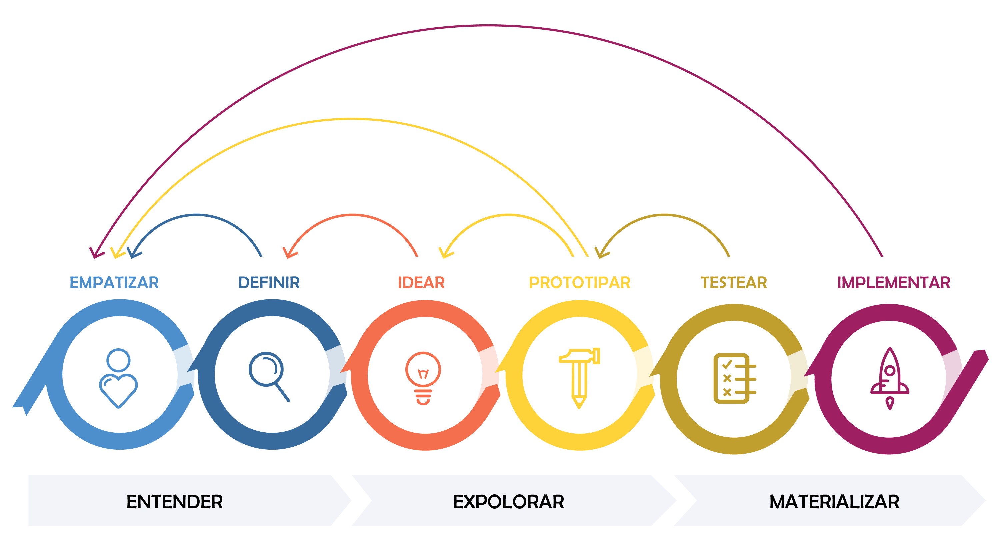 EMPATIZAR
DEFINIR
IDEAR
PROTOTIPAR
TESTEAR
IMPLEMENTAR
ENTENDER
EXPOLORAR
MATERIALIZAR